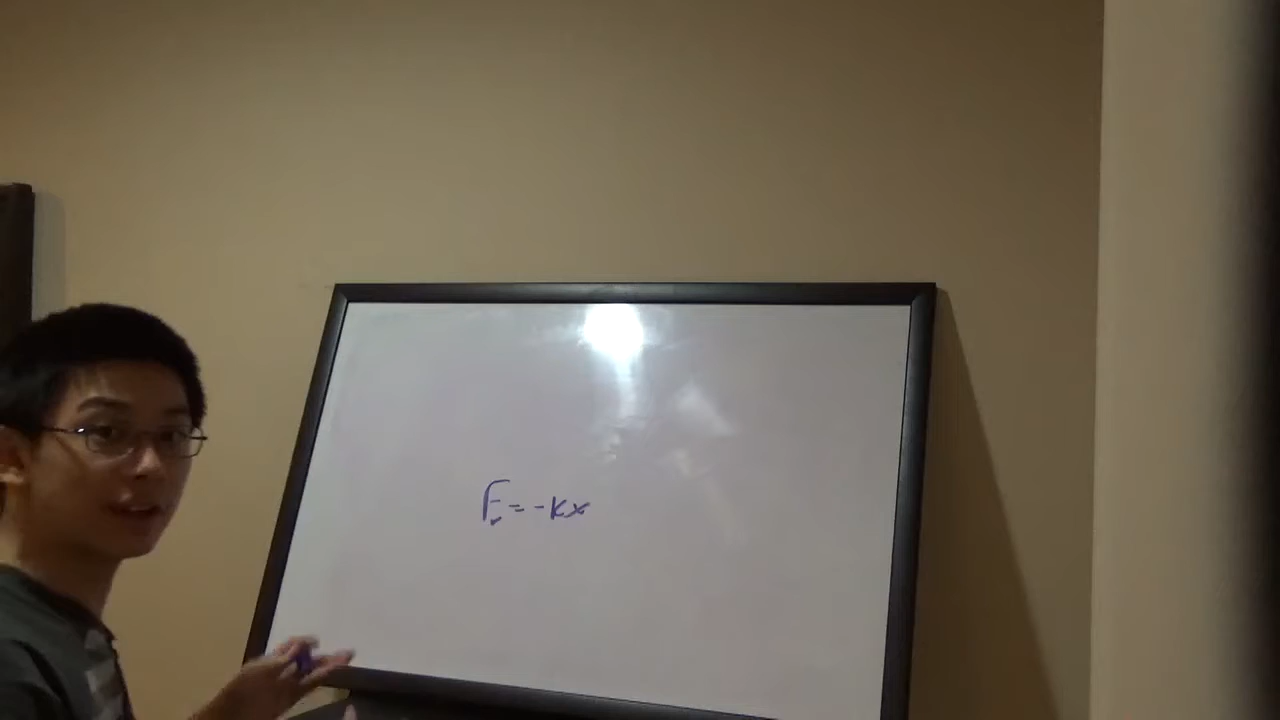 F = -kx